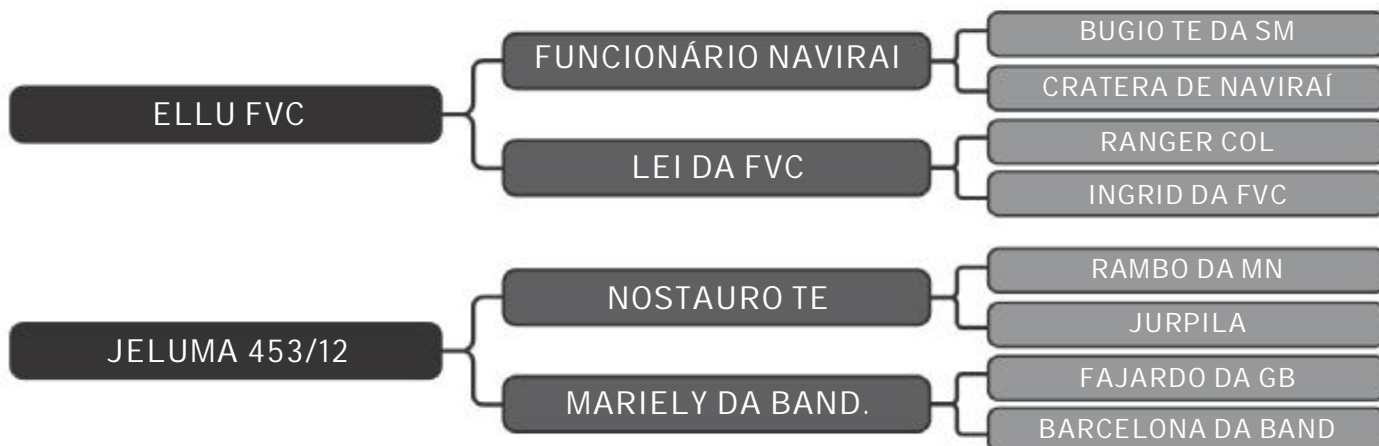 ELLU FVC
FUNCIONÁRIO NAVIRAI
BUGIO TE DA SM
CRATERA DE NAVIRAÍ
LEI DA FVC
RANGER COL
INGRID DA FVC
JELUMA 453/12
NOSTAURO TE
RAMBO DA MN
JURPILA
MARIELY DA BAND.
FAJARDO DA GB
BARCELONA DA BAND